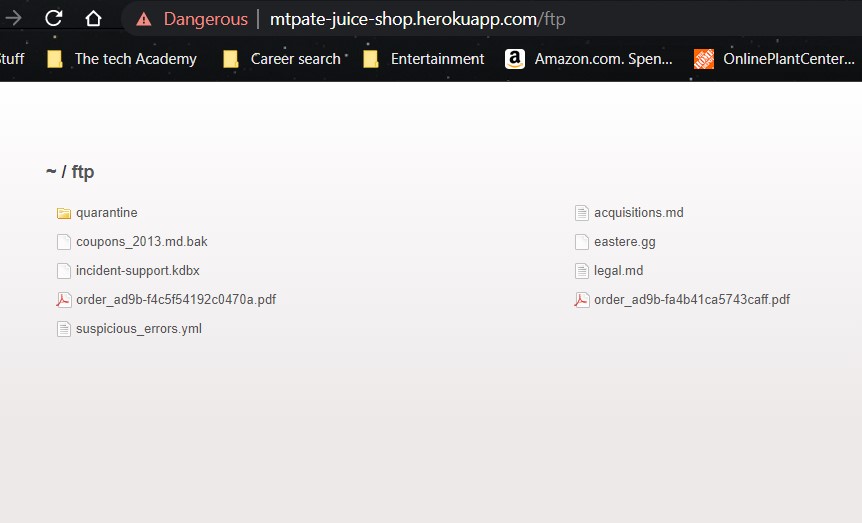 Dangerous | mtpate-juice-shop.herokuapp.com/ftp
tuff The tech Academy Career search Entertainment Amazon.com. Spen... OnlinePlantCenter...
~ / ftp
quarantine acquisitions.md
coupons_2013.md.bak eastere.gg
incident-support.kdbx legal.md
order_ad9b-f4c5f54192c0470a.pdf order_ad9b-fa4b41ca5743caff.pdf
suspicious_errors.yml